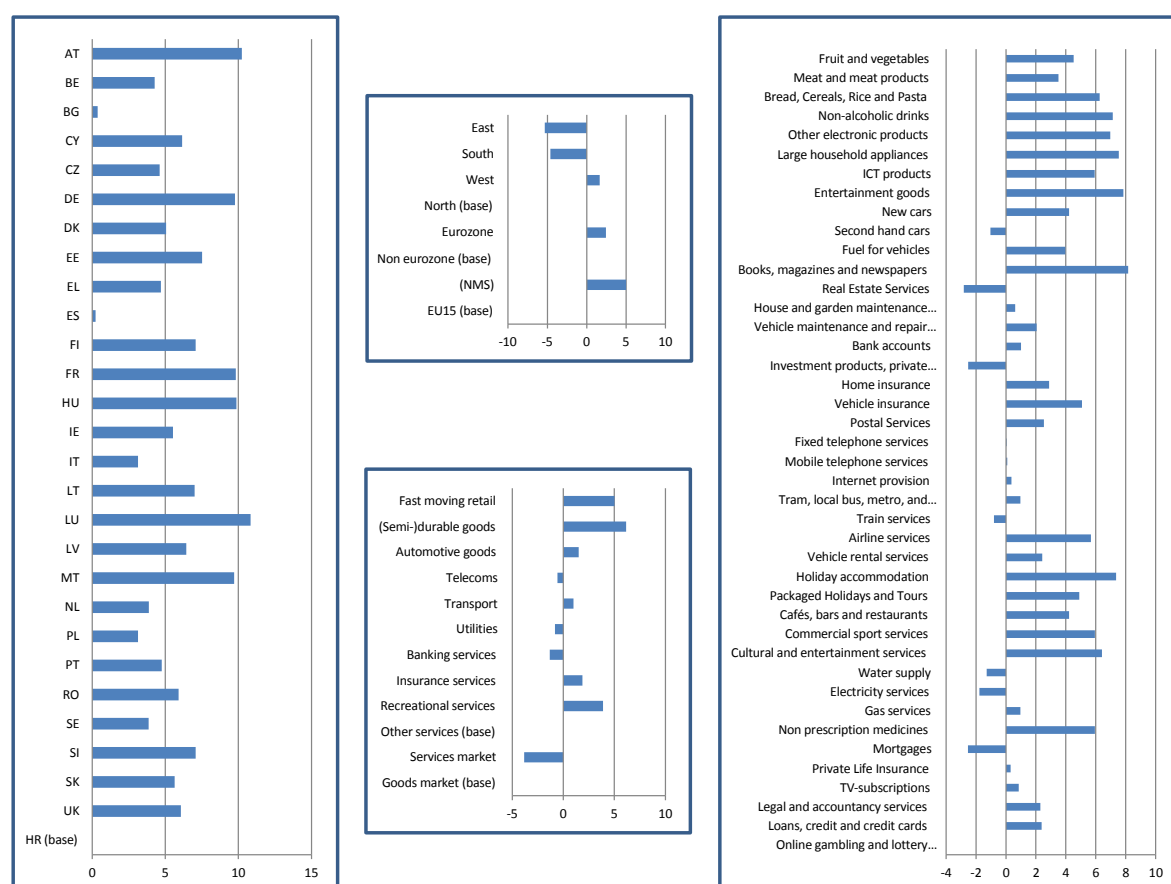 AT
BE
BG
CY
CZ
DE
DK
EE
EL
ES
FI
FR
HU
IE
IT
LT
LU
LV
MT
NL
PL
PT
RO
SE
SI
SK
UK
HR (base)
0 5 10 15
East
South
West
North (base)
Eurozone
Non eurozone (base)
(NMS)
EU15 (base)
-10 -5 0 5 10
Fast moving retail
(Semi-)durable goods
Automotive goods
Telecoms
Transport
Utilities
Banking services
Insurance services
Recreational services
Other services (base)
Services market
Goods market (base)
-5 0 5 10
Fruit and vegetables
Meat and meat products
Bread, Cereals, Rice and Pasta
Non-alcoholic drinks
Other electronic products
Large household appliances
ICT products
Entertainment goods
New cars
Second hand cars
Fuel for vehicles
Books, magazines and newspapers
Real Estate Services
House and garden maintenance...
Vehicle maintenance and repair...
Bank accounts
Investment products, private...
Home insurance
Vehicle insurance
Postal Services
Fixed telephone services
Mobile telephone services
Internet provision
Tram, local bus, metro, and...
Train services
Airline services
Vehicle rental services
Holiday accommodation
Packaged Holidays and Tours
Cafés, bars and restaurants
Commercial sport services
Cultural and entertainment services
Water supply
Electricity services
Gas services
Non prescription medicines
Mortgages
Private Life Insurance
TV-subscriptions
Legal and accountancy services
Loans, credit and credit cards
Online gambling and lottery...
-4 -2 0 2 4 6 8 10